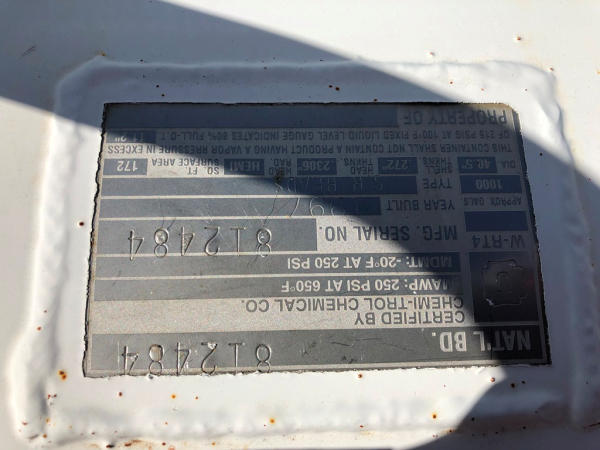 NAT'L BD. 812484
CERTIFIED BY
CHEMI-TROL CHEMICAL CO.
MAWP: 250 PSI AT 650°F
MDMT: -20°F AT 250 PSI
W-RT4 MFG. SERIAL NO. 812484
YEAR BUILT
APPROX GALS. 1000 TYPE
DIA. 40.5" SHELL THKNS. .272" HEAD THKNS. HEAD RAD. HEMI SQ. FT. SURFACE AREA 172
THIS CONTAINER SHALL NOT CONTAIN A PRODUCT HAVING A VAPOR PRESSURE IN EXCESS
OF 215 PSIG AT 100°F. FIXED LIQUID LEVEL GAUGE INDICATES 80% FULL-D.T.
PROPERTY OF